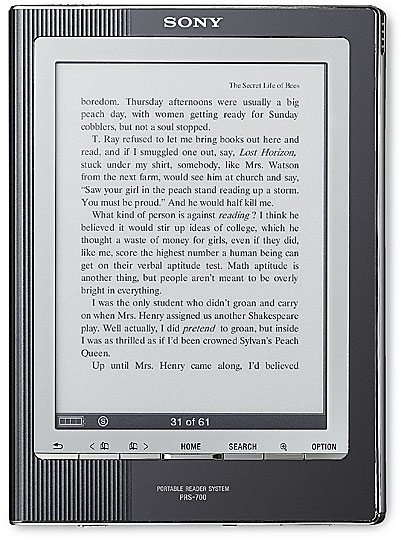 SONY
The Secret Life of Bees
boredom. Thursday afternoons were usually a big
peach day, with women getting ready for Sunday
cobblers, but not a soul stopped.
T. Ray refused to let me bring books out here and
read, and if I smuggled one out, say, Lost Horizon,
stuck under my shirt, somebody, like Mrs. Watson
from the next farm, would see him at church and say,
“Saw your girl in the peach stand reading up a storm.
You must be proud.” And he would half kill me.
What kind of person is against reading? I think he
believed it would stir up ideas of college, which he
thought a waste of money for girls, even if they did,
like me, score the highest number a human being can
get on their verbal aptitude test. Math aptitude is
another thing, but people aren’t meant to be overly
bright in everything.
I was the only student who didn’t groan and carry
on when Mrs. Henry assigned us another Shakespeare
play. Well actually, I did pretend to groan, but inside
I was as thrilled as if I’d been crowned Sylvan’s Peach
Queen.
Up until Mrs. Henry came along, I’d believed
S 31 of 61
HOME SEARCH OPTION
PORTABLE READER SYSTEM
PRS-700